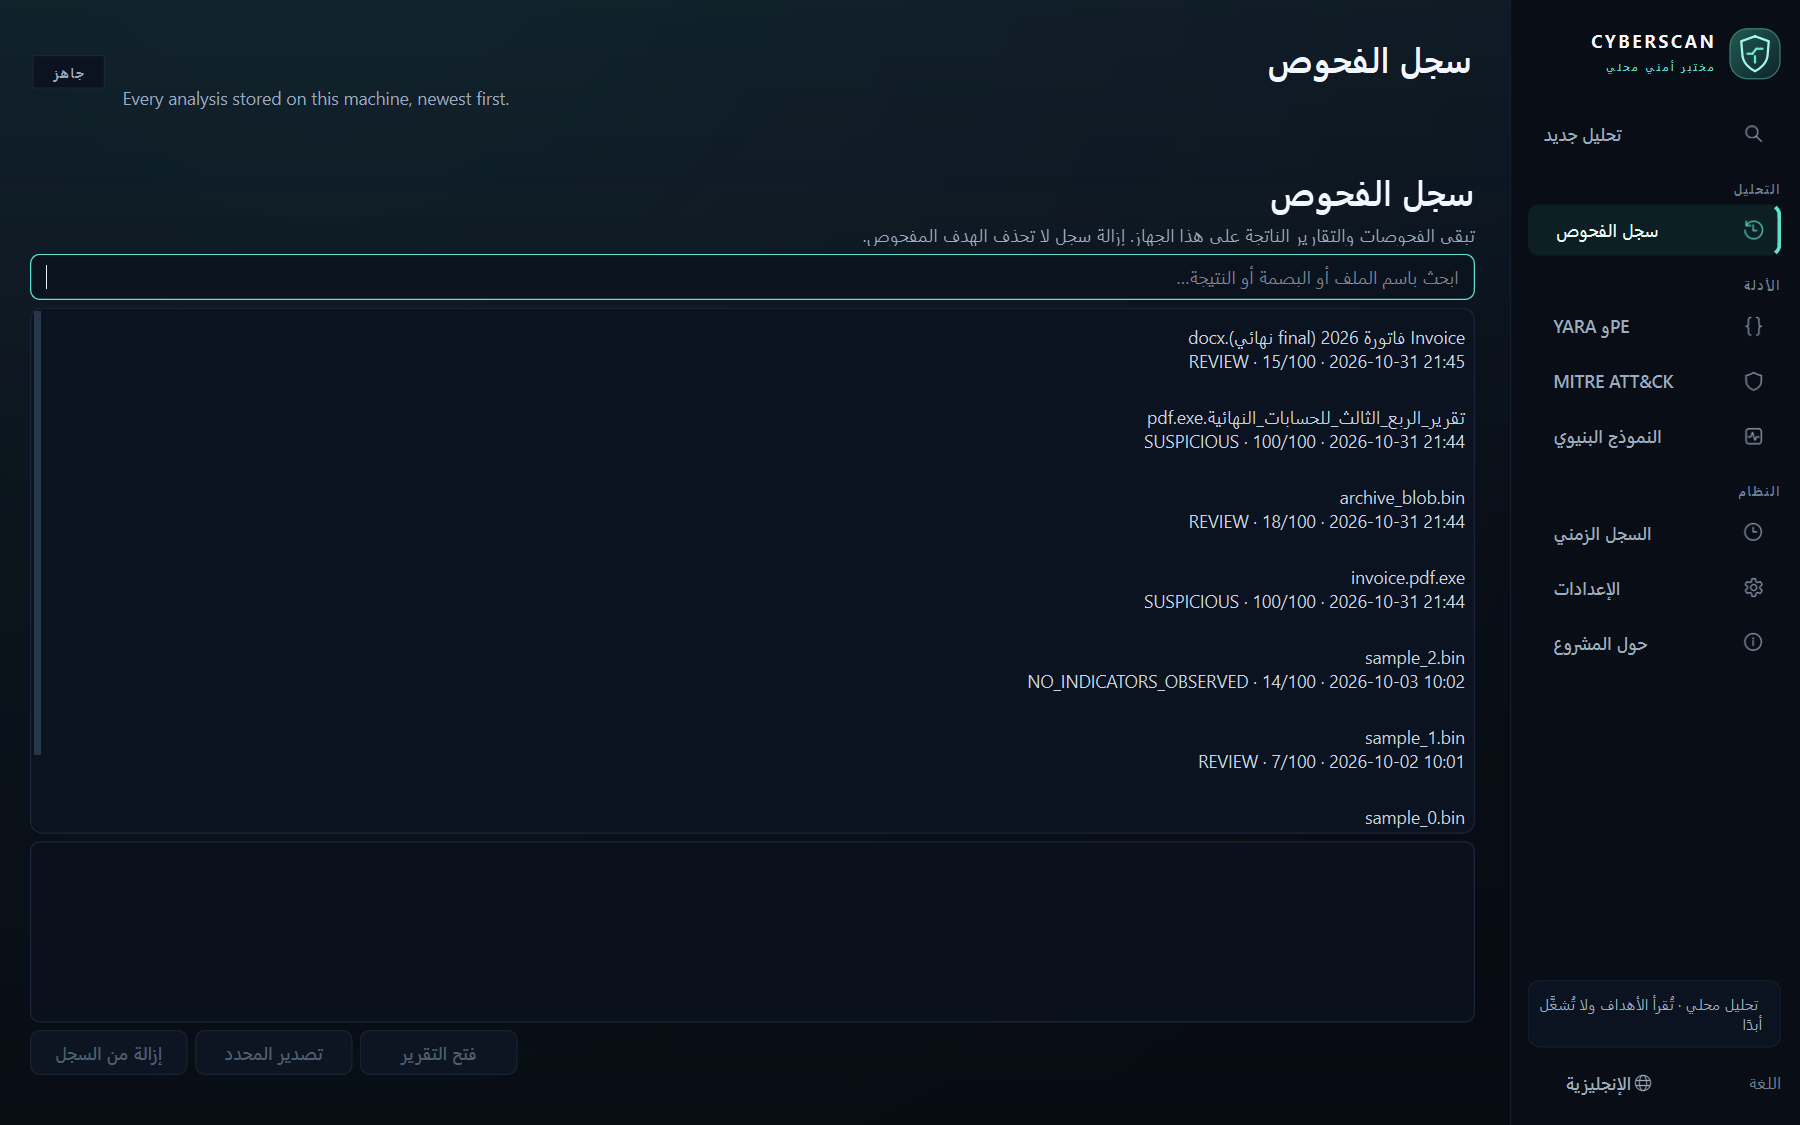 CYBERSCAN
مختبر أمني محلي
تحليل جديد
التحليل
سجل الفحوص
الأدلة
YARA وPE
MITRE ATT&CK
النموذج البنيوي
النظام
السجل الزمني
الإعدادات
حول المشروع
تحليل محلي · تُقرأ الأهداف ولا تُشغَّل
أبدًا
اللغة
الإنجليزية
سجل الفحوص
جاهز
Every analysis stored on this machine, newest first.
سجل الفحوص
تبقى الفحوصات والتقارير الناتجة على هذا الجهاز. إزالة سجل لا تحذف الهدف المفحوص.
ابحث باسم الملف أو البصمة أو النتيجة...
Invoice فاتورة 2026 (final نهائي).docx
REVIEW · 15/100 · 2026-10-31 21:45
تقرير_الربع_الثالث_للحسابات_النهائية.pdf.exe
SUSPICIOUS · 100/100 · 2026-10-31 21:44
archive_blob.bin
REVIEW · 18/100 · 2026-10-31 21:44
invoice.pdf.exe
SUSPICIOUS · 100/100 · 2026-10-31 21:44
sample_2.bin
NO_INDICATORS_OBSERVED · 14/100 · 2026-10-03 10:02
sample_1.bin
REVIEW · 7/100 · 2026-10-02 10:01
sample_0.bin
فتح التقرير
تصدير المحدد
إزالة من السجل